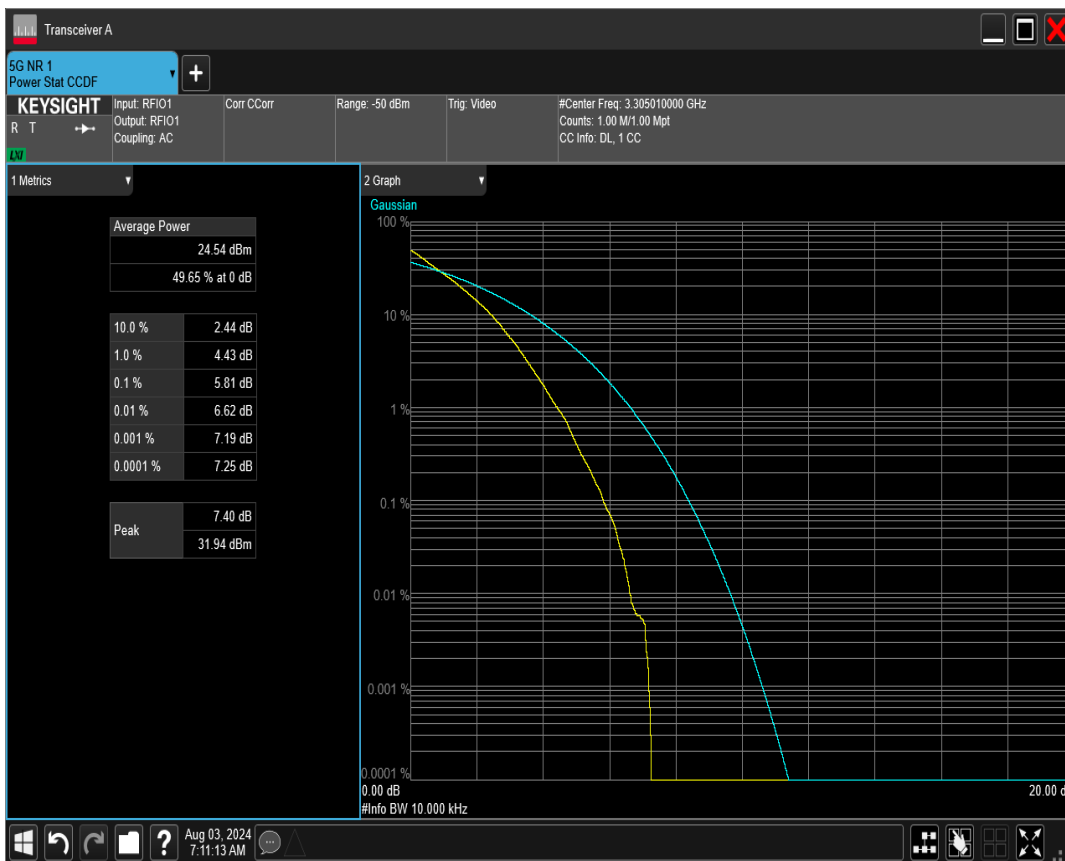 Transceiver A
5G NR 1
Power Stat CCDF
KEYSIGHT
R T
LXI
Input: RFIO1
Output: RFIO1
Coupling: AC
Corr CCorr
Range: -50 dBm
Trig: Video
#Center Freq: 3.305010000 GHz
Counts: 1.00 M/1.00 Mpt
CC Info: DL, 1 CC
1 Metrics
Average Power
24.54 dBm
49.65 % at 0 dB
10.0 % 2.44 dB
1.0 % 4.43 dB
0.1 % 5.81 dB
0.01 % 6.62 dB
0.001 % 7.19 dB
0.0001 % 7.25 dB
Peak 7.40 dB
31.94 dBm
2 Graph
Gaussian
100 %
10 %
1 %
0.1 %
0.01 %
0.001 %
0.0001 %
0.00 dB 20.00 d
#Info BW 10.000 kHz
?
Aug 03, 2024
7:11:13 AM